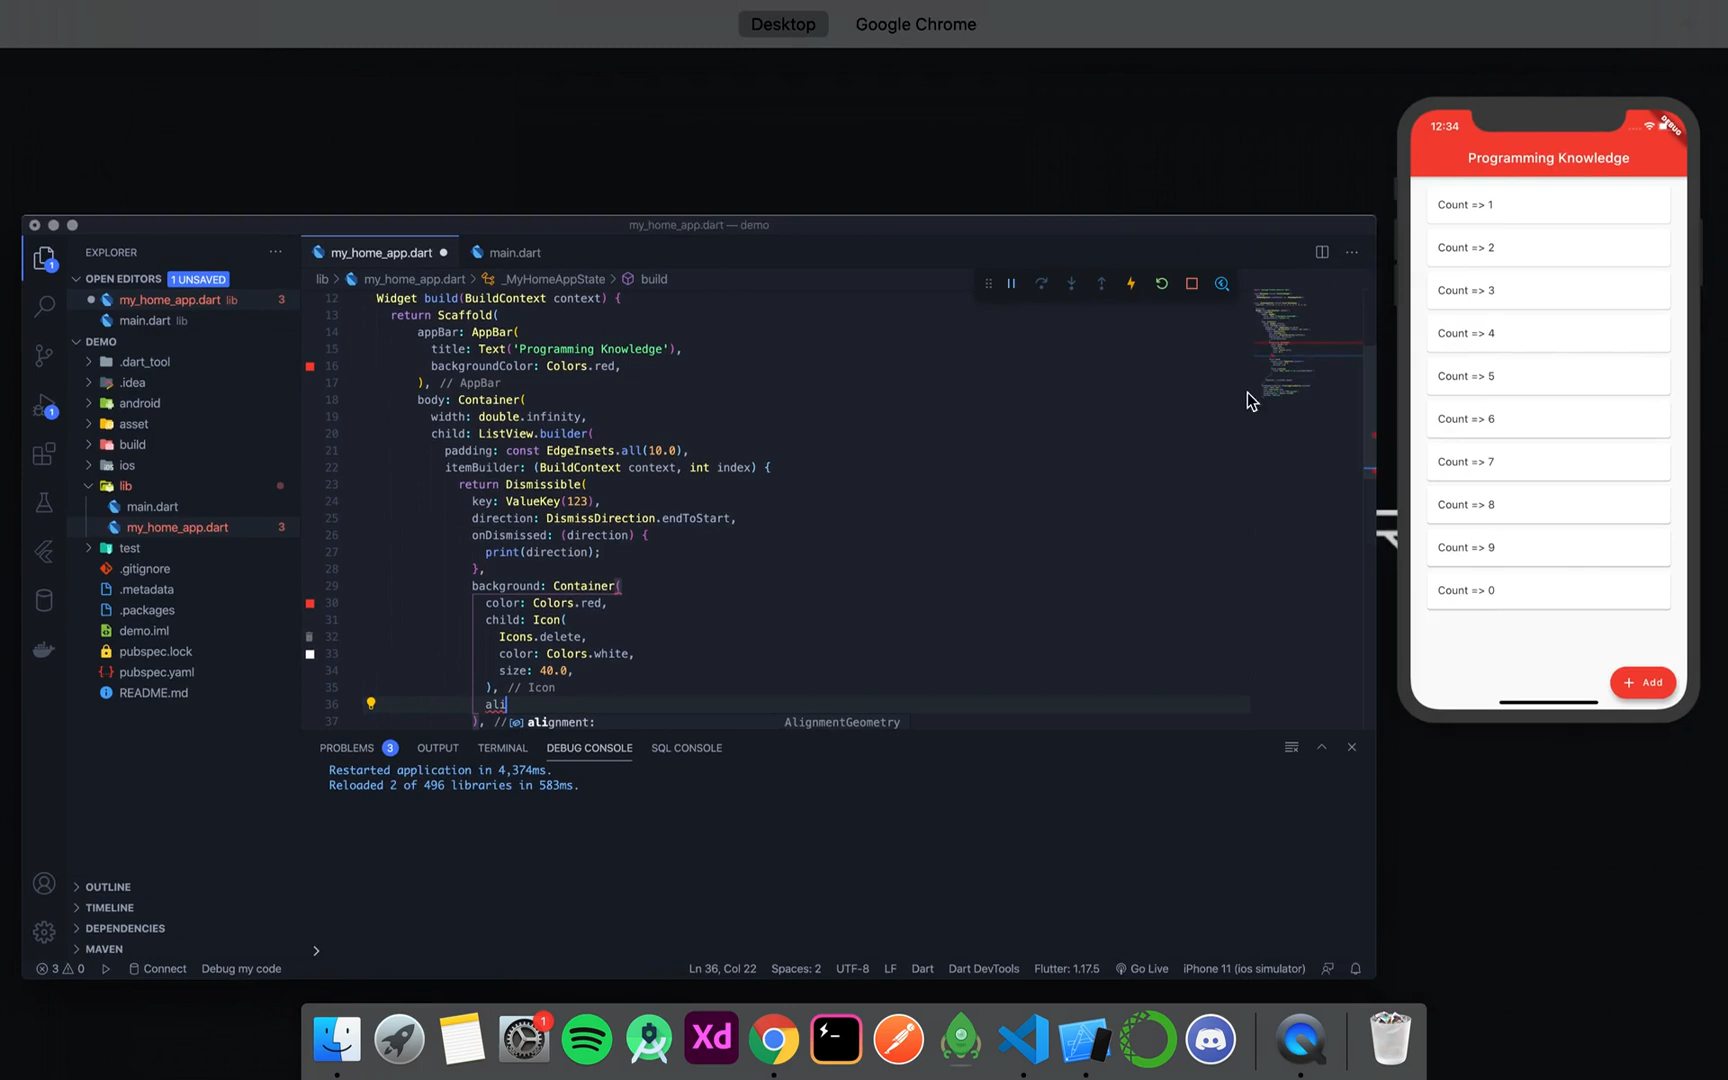 Desktop
Google Chrome
my_home_app.dart — demo
EXPLORER
OPEN EDITORS 1 UNSAVED
my_home_app.dart lib 3
main.dart lib
DEMO
.dart_tool
.idea
android
asset
build
ios
lib
main.dart
my_home_app.dart 3
test
.gitignore
.metadata
.packages
demo.iml
pubspec.lock
pubspec.yaml
README.md
OUTLINE
TIMELINE
DEPENDENCIES
MAVEN
my_home_app.dart
main.dart
lib > my_home_app.dart > _MyHomeAppState > build
12 Widget build(BuildContext context) {
13 return Scaffold(
14 appBar: AppBar(
15 title: Text('Programming Knowledge'),
16 backgroundColor: Colors.red,
17 ), // AppBar
18 body: Container(
19 width: double.infinity,
20 child: ListView.builder(
21 padding: const EdgeInsets.all(10.0),
22 itemBuilder: (BuildContext context, int index) {
23 return Dismissible(
24 key: ValueKey(123),
25 direction: DismissDirection.endToStart,
26 onDismissed: (direction) {
27 print(direction);
28 },
29 background: Container(
30 color: Colors.red,
31 child: Icon(
32 Icons.delete,
33 color: Colors.white,
34 size: 40.0,
35 ), // Icon
36 ali
37 ), //
alignment: AlignmentGeometry
PROBLEMS 3 OUTPUT TERMINAL DEBUG CONSOLE SQL CONSOLE
Restarted application in 4,374ms.
Reloaded 2 of 496 libraries in 583ms.
3 0 Connect Debug my code
Ln 36, Col 22 Spaces: 2 UTF-8 LF Dart Dart DevTools Flutter: 1.17.5 Go Live iPhone 11 (ios simulator)
12:34
DEBUG
Programming Knowledge
Count => 1
Count => 2
Count => 3
Count => 4
Count => 5
Count => 6
Count => 7
Count => 8
Count => 9
Count => 0
+ Add
1
1
1
Xd